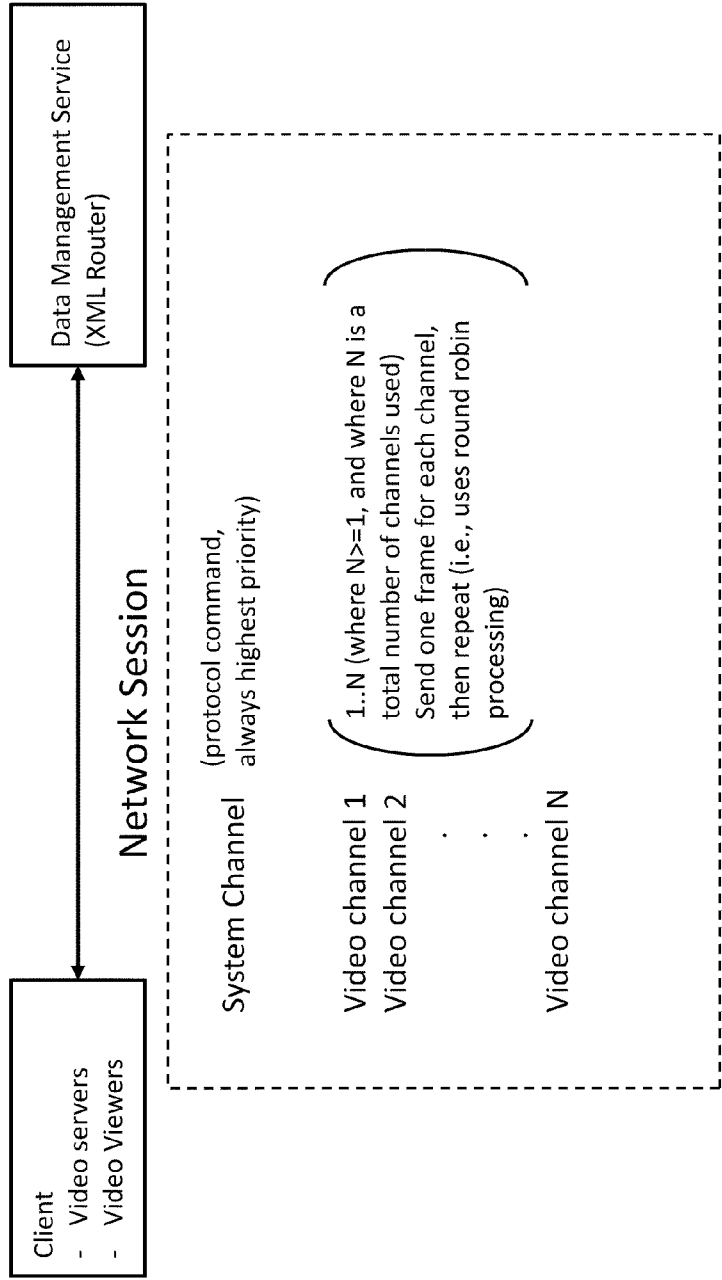 Client
- Video servers
- Video Viewers
Data Management Service
(XML Router)
Network Session
System Channel
(protocol command,
always highest priority)
Video channel 1
Video channel 2
.
.
.
Video channel N
1..N (where N>=1, and where N is a
total number of channels used)
Send one frame for each channel,
then repeat (i.e., uses round robin
processing)